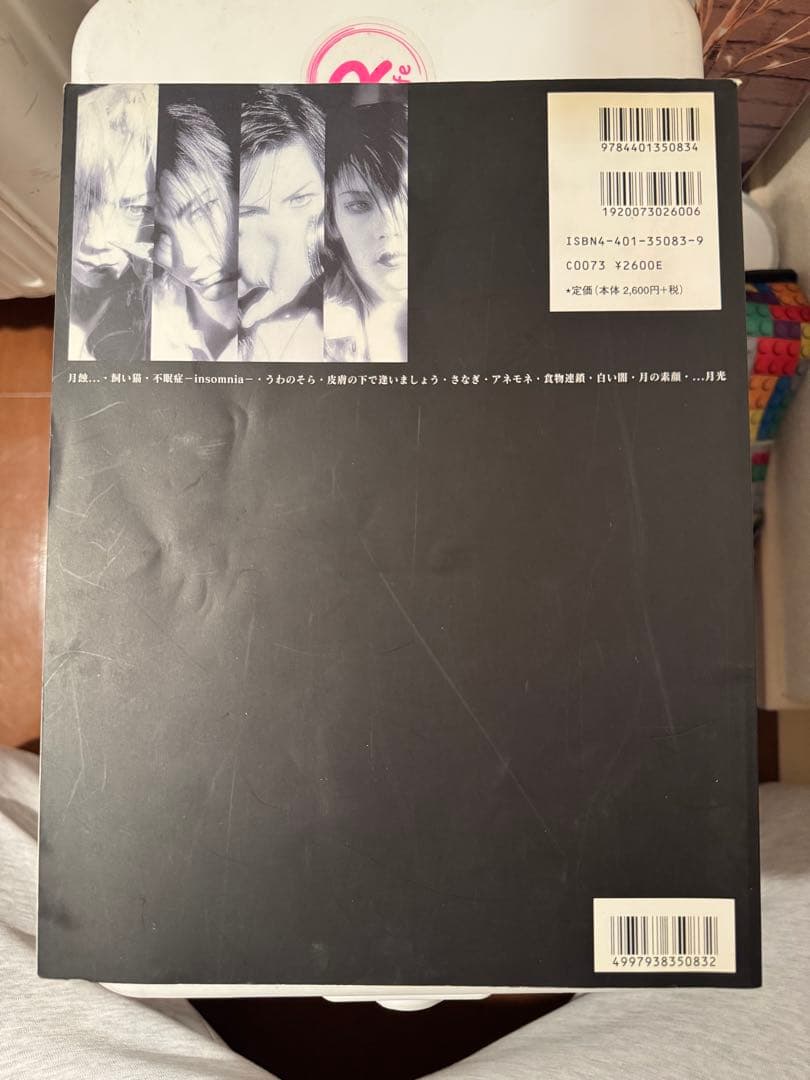 fe
9784401350834
1920073026006
ISBN4-401-35083-9
C0073 ¥2600E
★定価(本体 2,600円+税)
月蝕...・飼い猫・不眠症−insomnia−・うわのそら・皮膚の下で逢いましょう・さなぎ・アネモネ・食物連鎖・白い闇・月の素顔・...月光
4997938350832